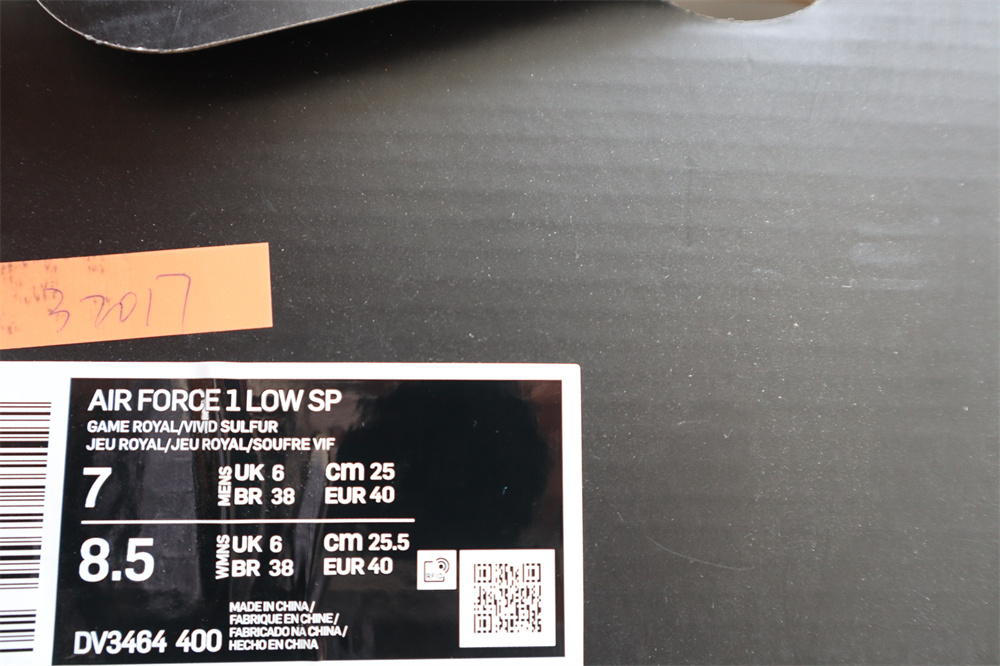 32017
AIR FORCE 1 LOW SP
GAME ROYAL/VIVID SULFUR
JEU ROYAL/JEU ROYAL/SOUFRE VIF
7 MENS UK 6 cm 25
BR 38 EUR 40
8.5 WMNS UK 6 cm 25.5
BR 38 EUR 40
RFID
MADE IN CHINA/
FABRIQUE EN CHINE/
FABRICADO NA CHINA/
DV3464 400 HECHO EN CHINA